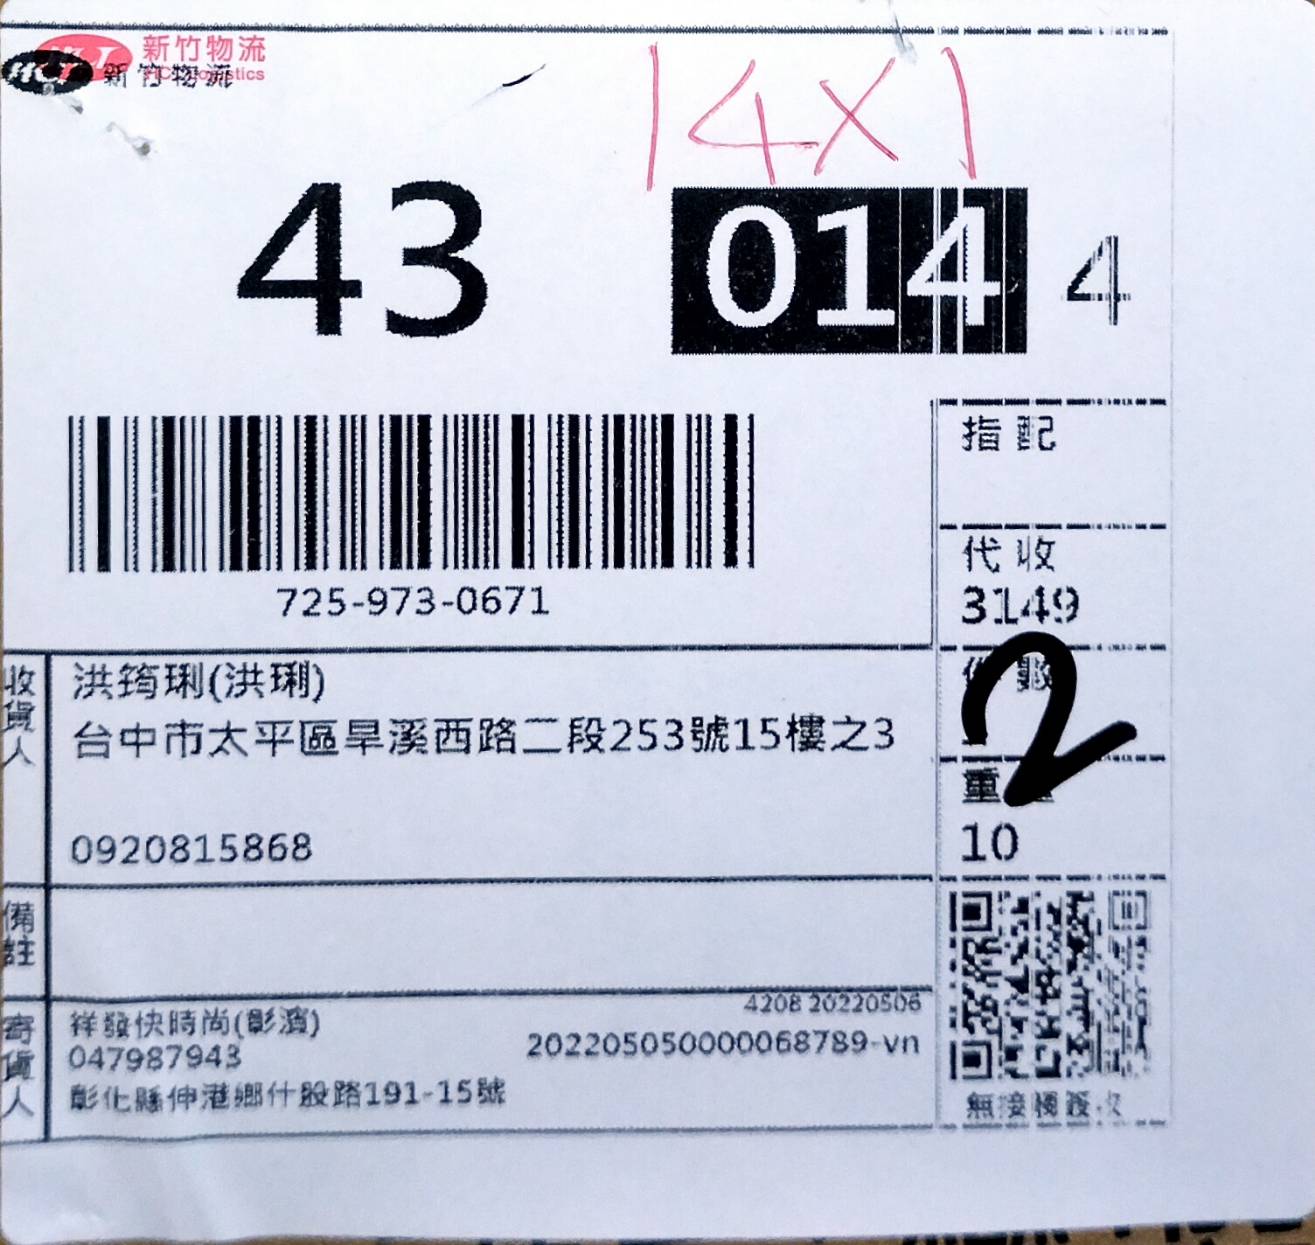 新竹物流
HCT Logistics
HCT 新竹物流
14X1
43
014
4
指配
725-973-0671
代收
3149
件數
2
重量
10
收貨人
洪筠琍(洪琍)
台中市太平區旱溪西路二段253號15樓之3
0920815868
備註
4208 20220506
寄貨人
祥發快時尚(彰濱)
047987943
202205050000068789-vn
彰化縣伸港鄉什股路191-15號
無接觸簽收